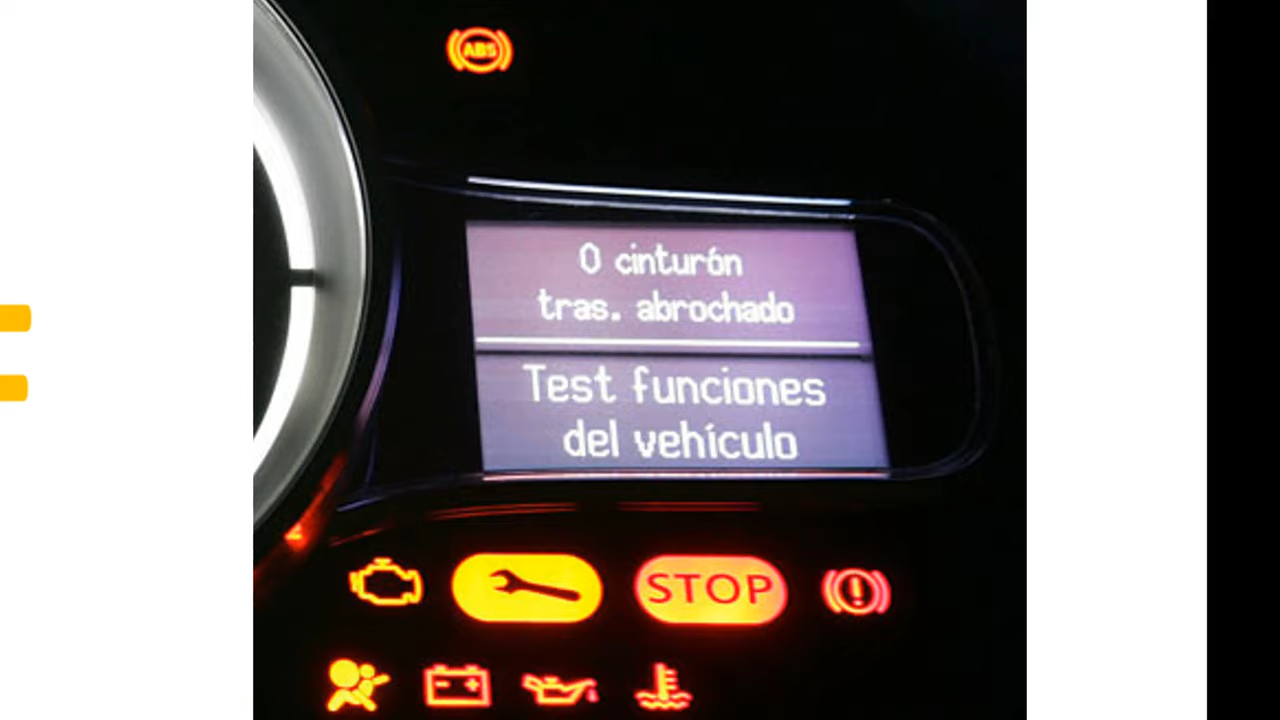 ABS
0 cinturón
tras. abrochado
Test funciones
del vehículo
STOP